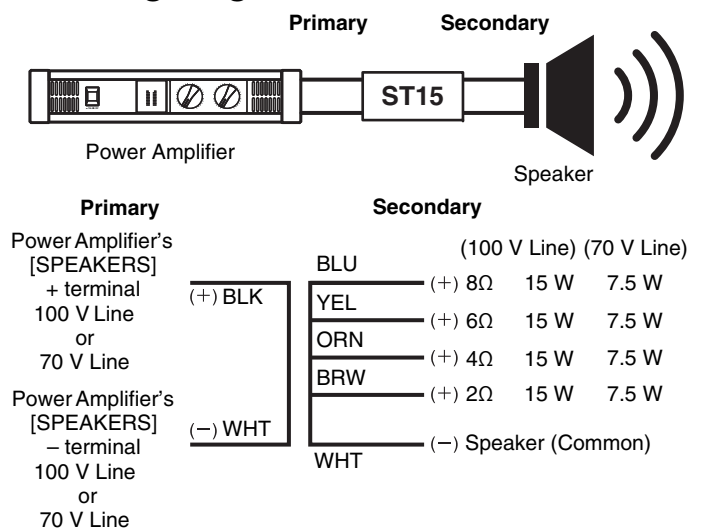 Primary Secondary
ST15
Power Amplifier
Speaker
Primary
Secondary
Power Amplifier's
[SPEAKERS]
+ terminal
100 V Line
or
70 V Line
(+) BLK
Power Amplifier's
[SPEAKERS]
– terminal
100 V Line
or
70 V Line
(−) WHT
(100 V Line) (70 V Line)
BLU (+) 8Ω 15 W 7.5 W
YEL (+) 6Ω 15 W 7.5 W
ORN (+) 4Ω 15 W 7.5 W
BRW (+) 2Ω 15 W 7.5 W
WHT (−) Speaker (Common)